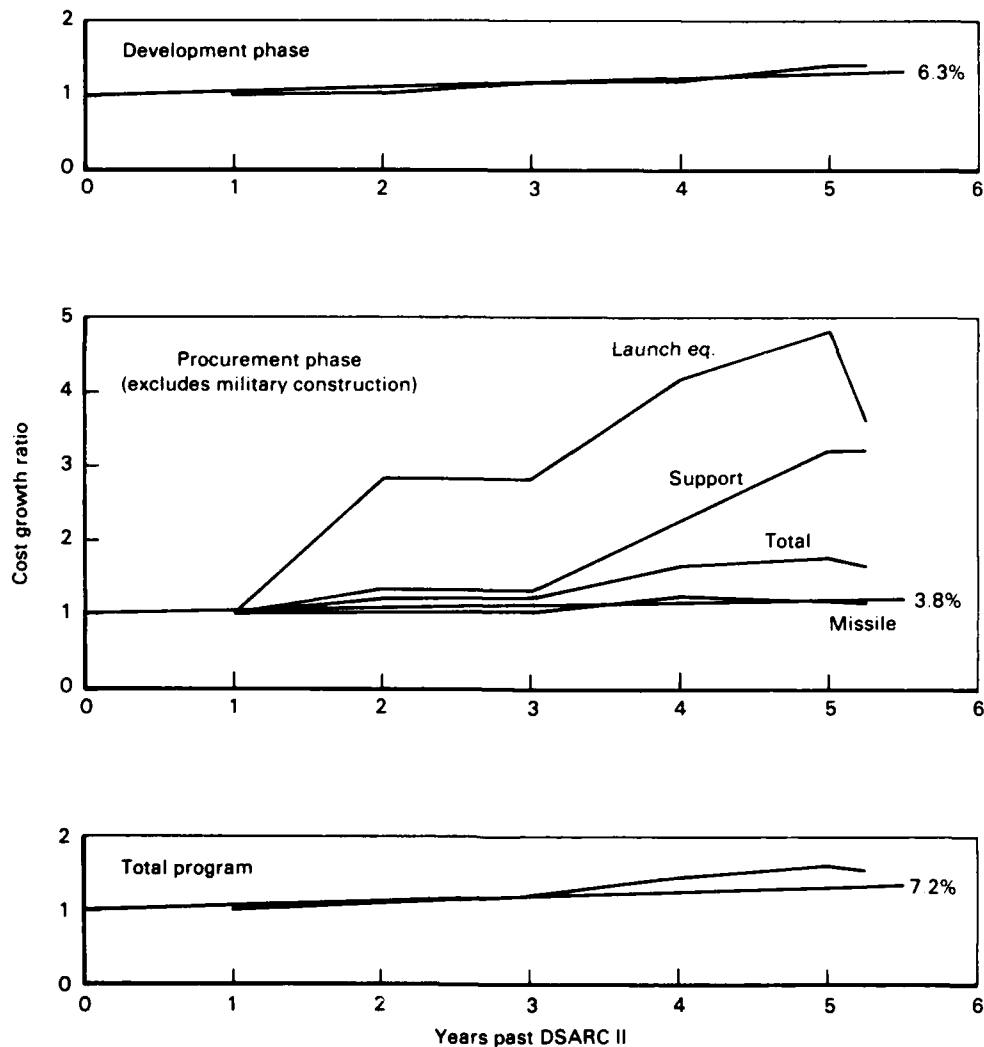 2
Development phase
1
6.3%
0
0 1 2 3 4 5 6
5
Procurement phase
(excludes military construction)
Launch eq.
4
3
Support
Cost growth ratio
2
Total
1
3.8%
Missile
0
0 1 2 3 4 5 6
2
Total program
1
7.2%
0
0 1 2 3 4 5 6
Years past DSARC II